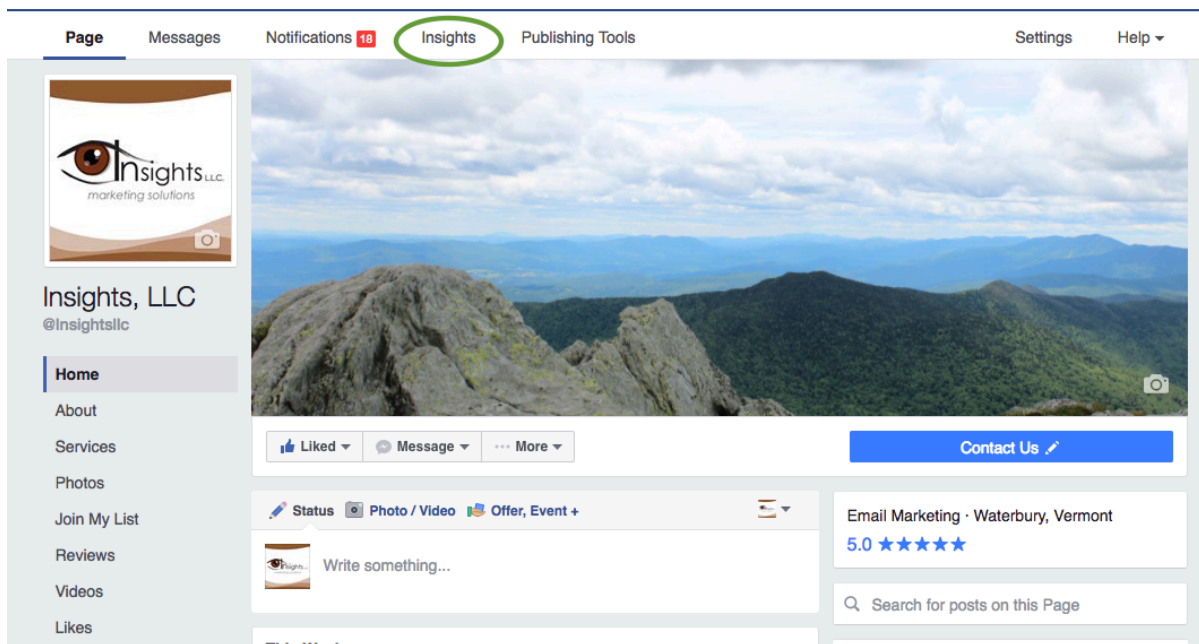 Page Messages Notifications 18 Insights Publishing Tools Settings Help
Insights LLC.
marketing solutions
Insights, LLC
@Insightsllc
Home
About
Services
Photos
Join My List
Reviews
Videos
Likes
Liked Message ··· More
Contact Us
Status Photo / Video Offer, Event +
Write something...
Email Marketing · Waterbury, Vermont
5.0 ★★★★★
Search for posts on this Page